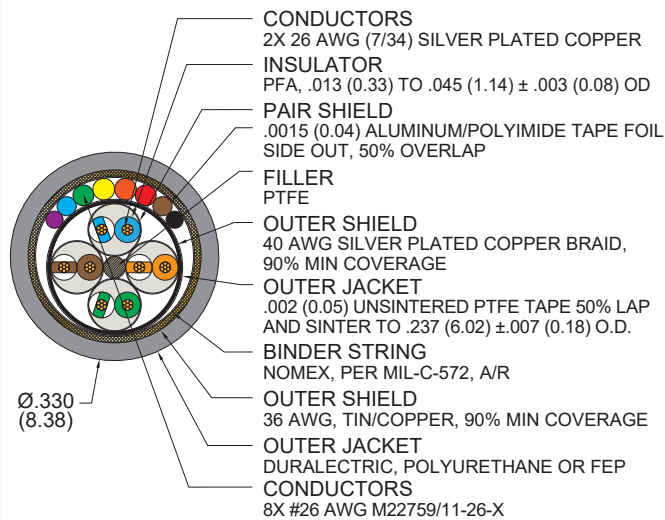 CONDUCTORS
2X 26 AWG (7/34) SILVER PLATED COPPER
INSULATOR
PFA, .013 (0.33) TO .045 (1.14) ± .003 (0.08) OD
PAIR SHIELD
.0015 (0.04) ALUMINUM/POLYIMIDE TAPE FOIL
SIDE OUT, 50% OVERLAP
FILLER
PTFE
OUTER SHIELD
40 AWG SILVER PLATED COPPER BRAID,
90% MIN COVERAGE
OUTER JACKET
.002 (0.05) UNSINTERED PTFE TAPE 50% LAP
AND SINTER TO .237 (6.02) ±.007 (0.18) O.D.
BINDER STRING
NOMEX, PER MIL-C-572, A/R
OUTER SHIELD
36 AWG, TIN/COPPER, 90% MIN COVERAGE
OUTER JACKET
DURALECTRIC, POLYURETHANE OR FEP
CONDUCTORS
8X #26 AWG M22759/11-26-X
Ø.330
(8.38)